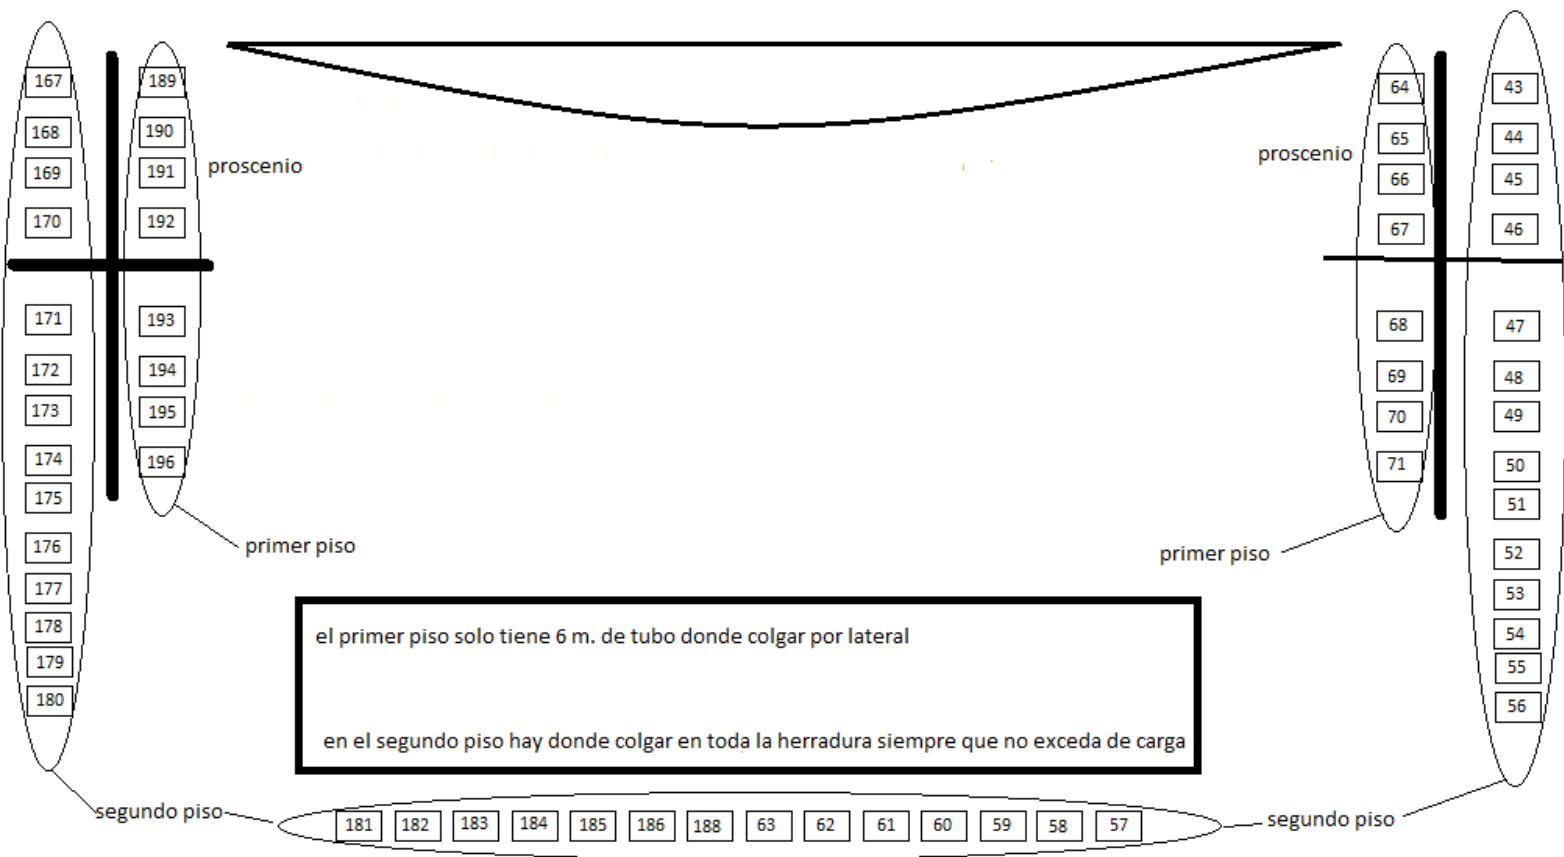 167 189 64 43
168 190 65 44
proscenio proscenio
169 191 66 45
170 192 67 46
171 193 68 47
172 194 69 48
173 195 70 49
174 196 71 50
175 51
176 52
primer piso primer piso
177 53
178 54
179 55
180 56
el primer piso solo tiene 6 m. de tubo donde colgar por lateral
en el segundo piso hay donde colgar en toda la herradura siempre que no exceda de carga
segundo piso segundo piso
181 182 183 184 185 186 188 63 62 61 60 59 58 57